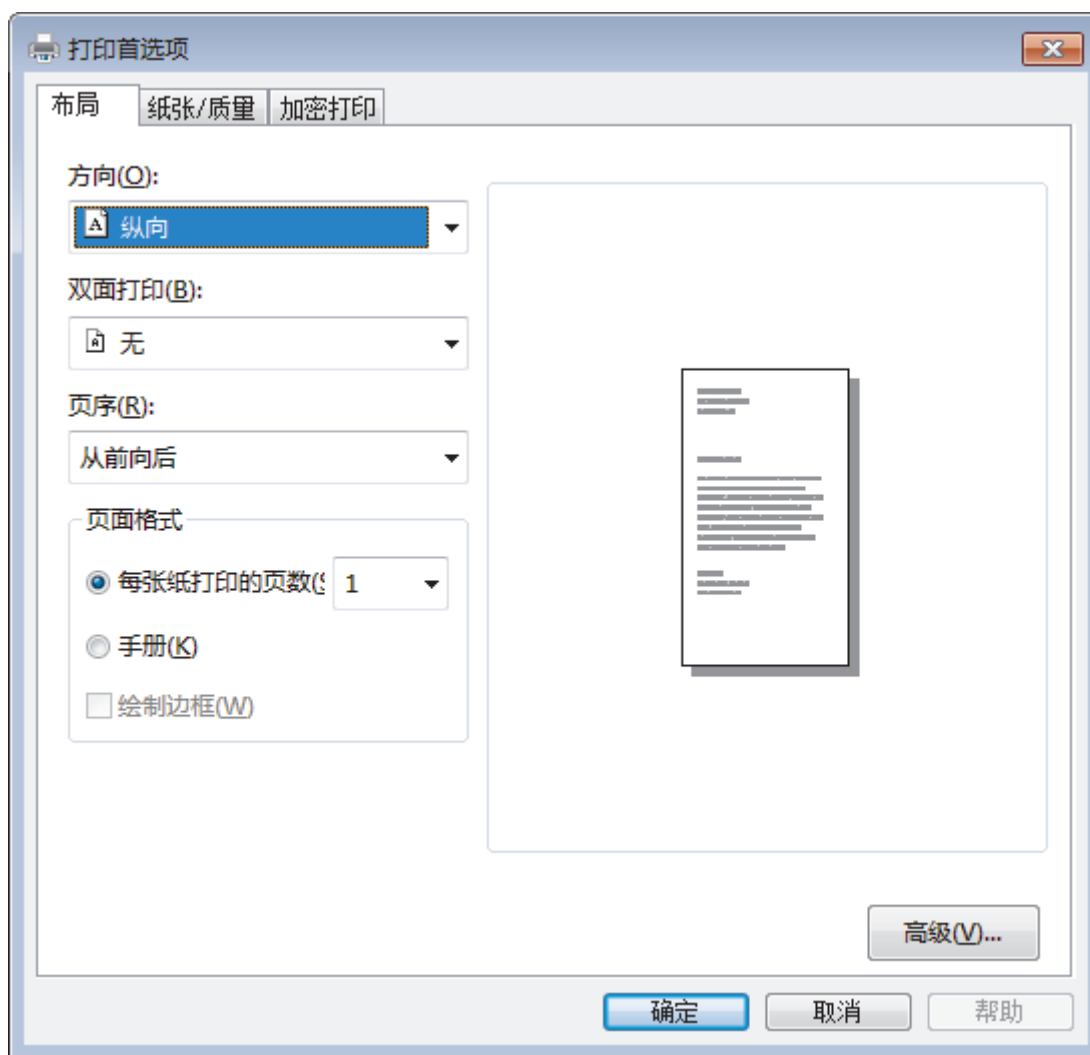 打印首选项
布局 纸张/质量 加密打印
方向(O):
A 纵向
双面打印(B):
A 无
页序(R):
从前向后
页面格式
每张纸打印的页数( 1
手册(K)
绘制边框(W)
高级(V)...
确定 取消 帮助